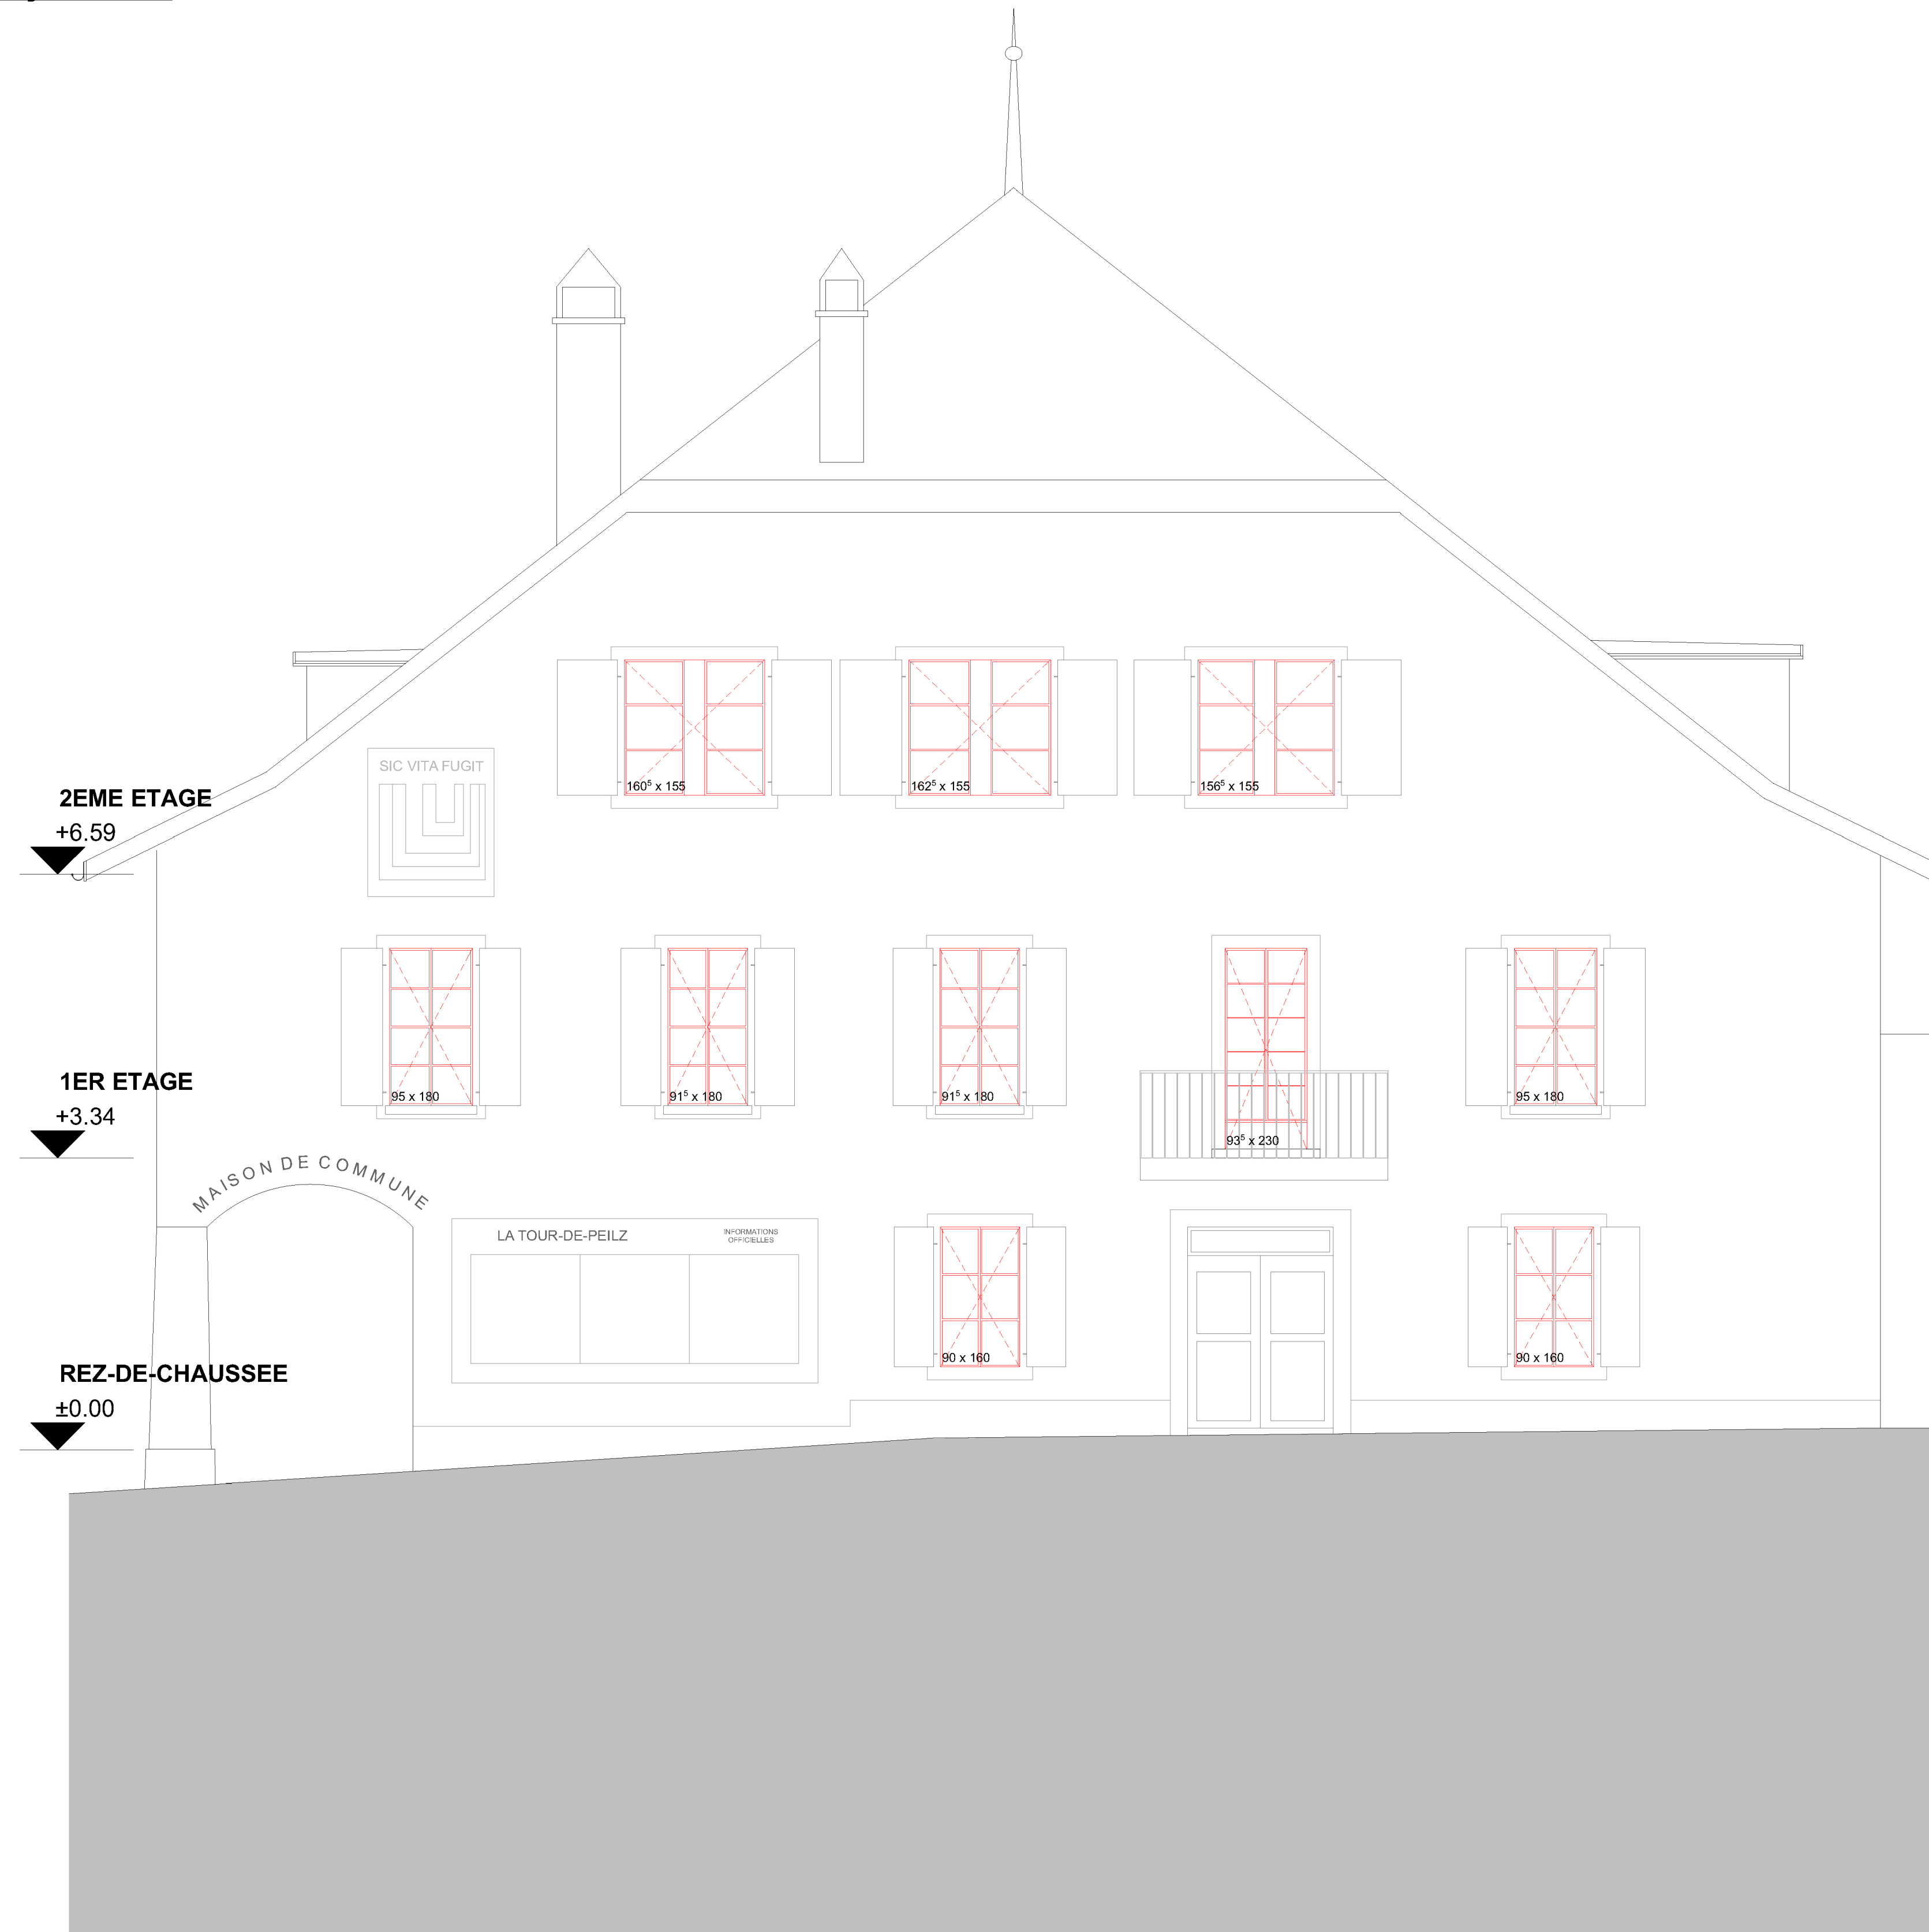 SIC VITA FUGIT
160⁵ x 155
162⁵ x 155
156⁵ x 155
2EME ETAGE
+6.59
1ER ETAGE
+3.34
95 x 180
91⁵ x 180
91⁵ x 180
93⁵ x 230
95 x 180
MAISON DE COMMUNE
LA TOUR-DE-PEILZ
INFORMATIONS
OFFICIELLES
90 x 160
90 x 160
REZ-DE-CHAUSSEE
±0.00